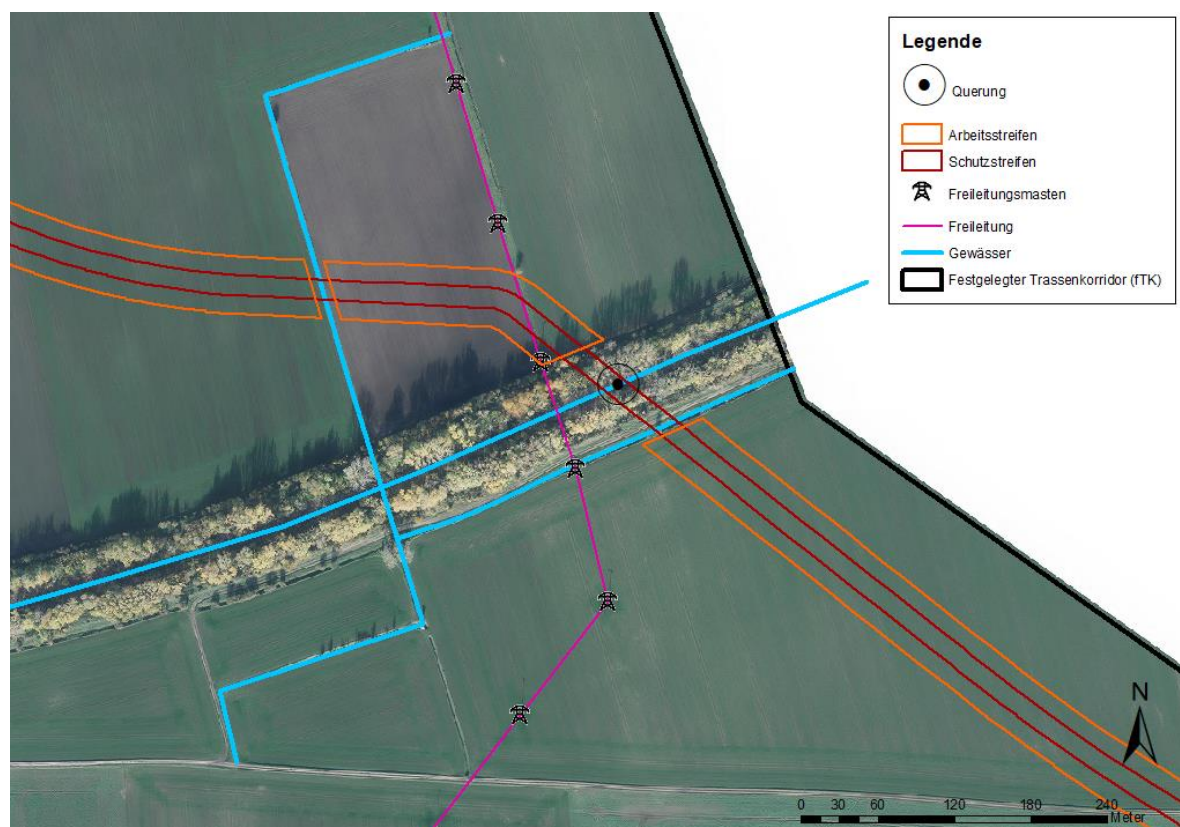 Legende
Querung
Arbeitsstreifen
Schutzstreifen
Freileitungsmasten
Freileitung
Gewässer
Festgelegter Trassenkorridor (fTK)
N
0 30 60 120 180 240
Meter